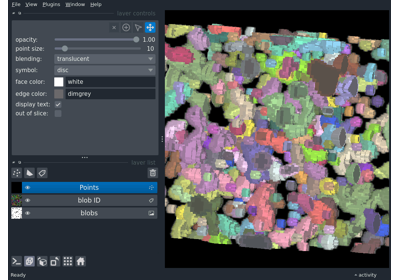 File View Plugins Window Help
layer controls
opacity: 1.00
point size: 10
blending: translucent
symbol: disc
face color: white
edge color: dimgrey
display text:
out of slice:
layer list
Points
blob ID
blobs
Ready activity